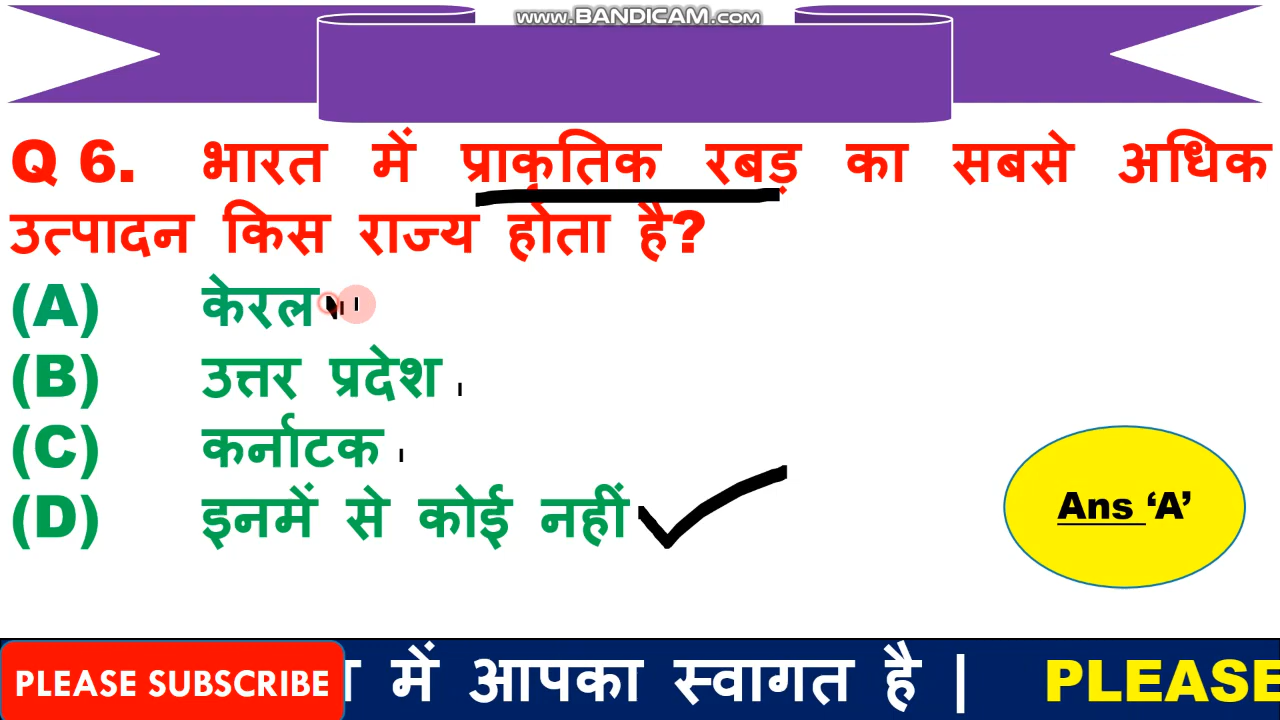 www.BANDICAM.com
Q 6. भारत में प्राकृतिक रबड़ का सबसे अधिक
उत्पादन किस राज्य होता है?
(A) केरल
(B) उत्तर प्रदेश
(C) कर्नाटक
(D) इनमें से कोई नहीं
Ans ‘A’
PLEASE SUBSCRIBE
में आपका स्वागत है | PLEASE